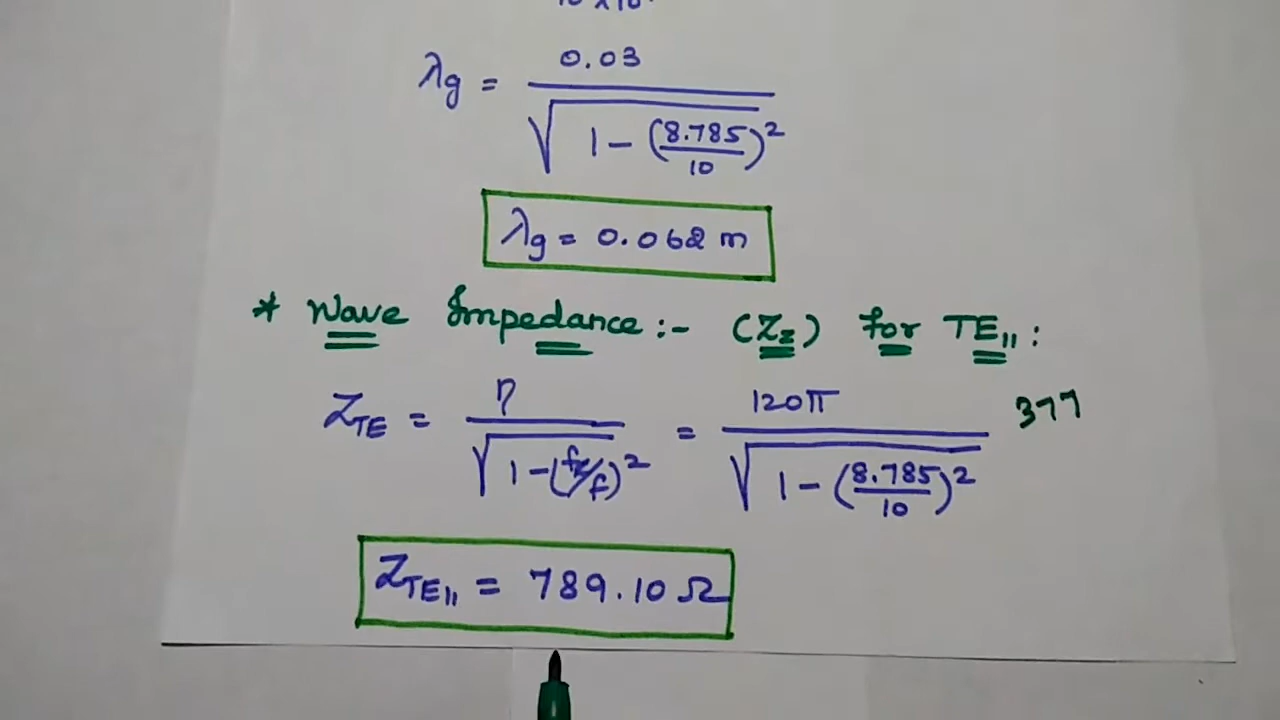 λg = 0.03 / √(1 - (8.785/10)²)
λg = 0.062 m
* Wave Impedance :- (Zz) for TE11 :
ZTE = η / √(1 - (fc/f)²) = 120π / √(1 - (8.785/10)²) 377
ZTE11 = 789.10 Ω